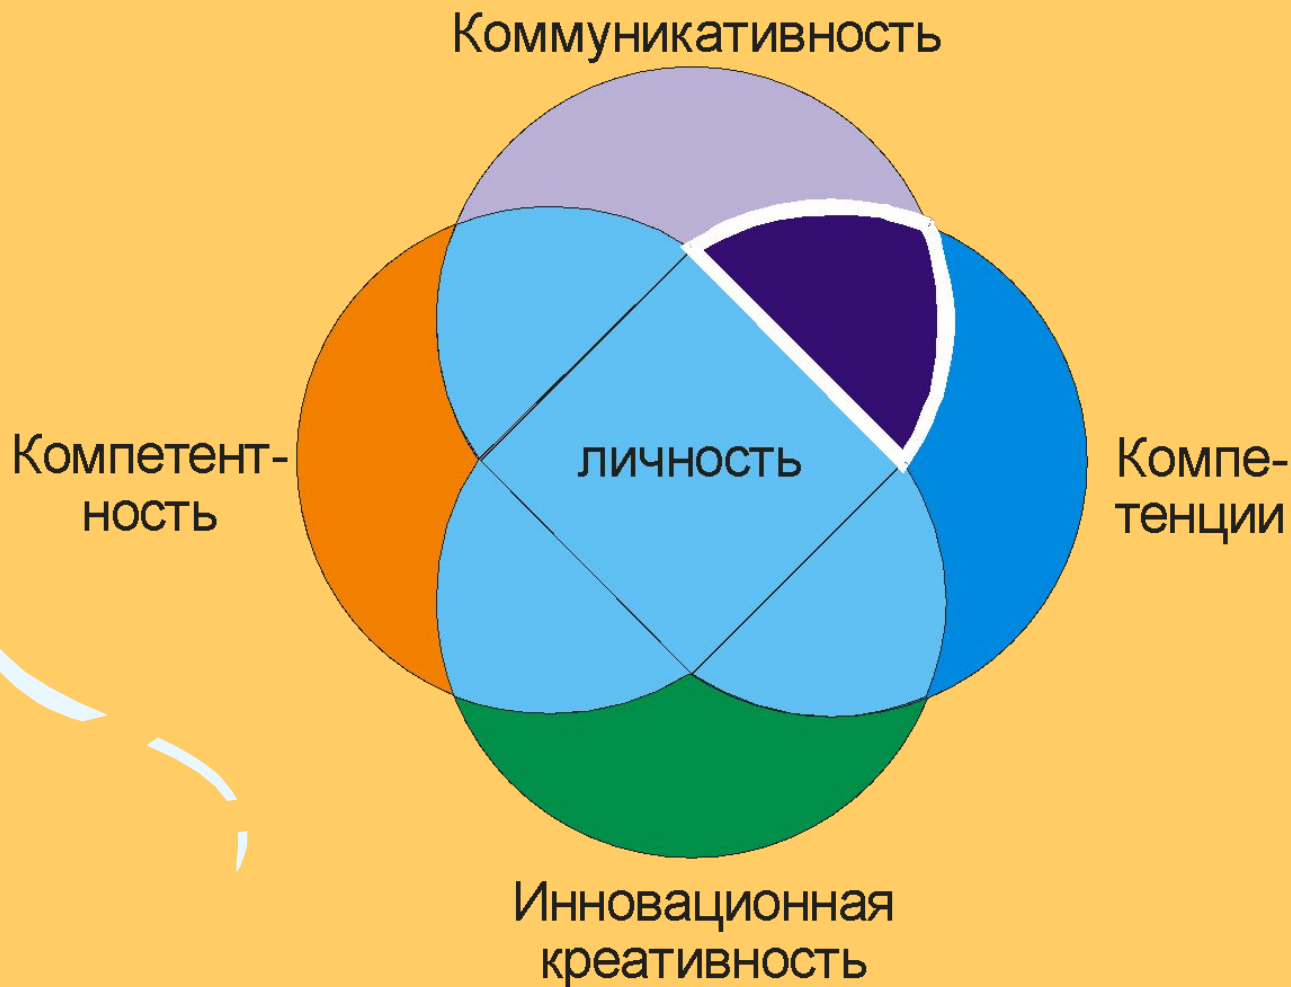 Коммуникативность
Компетент-
ность
личность
Компе-
тенции
Инновационная
креативность